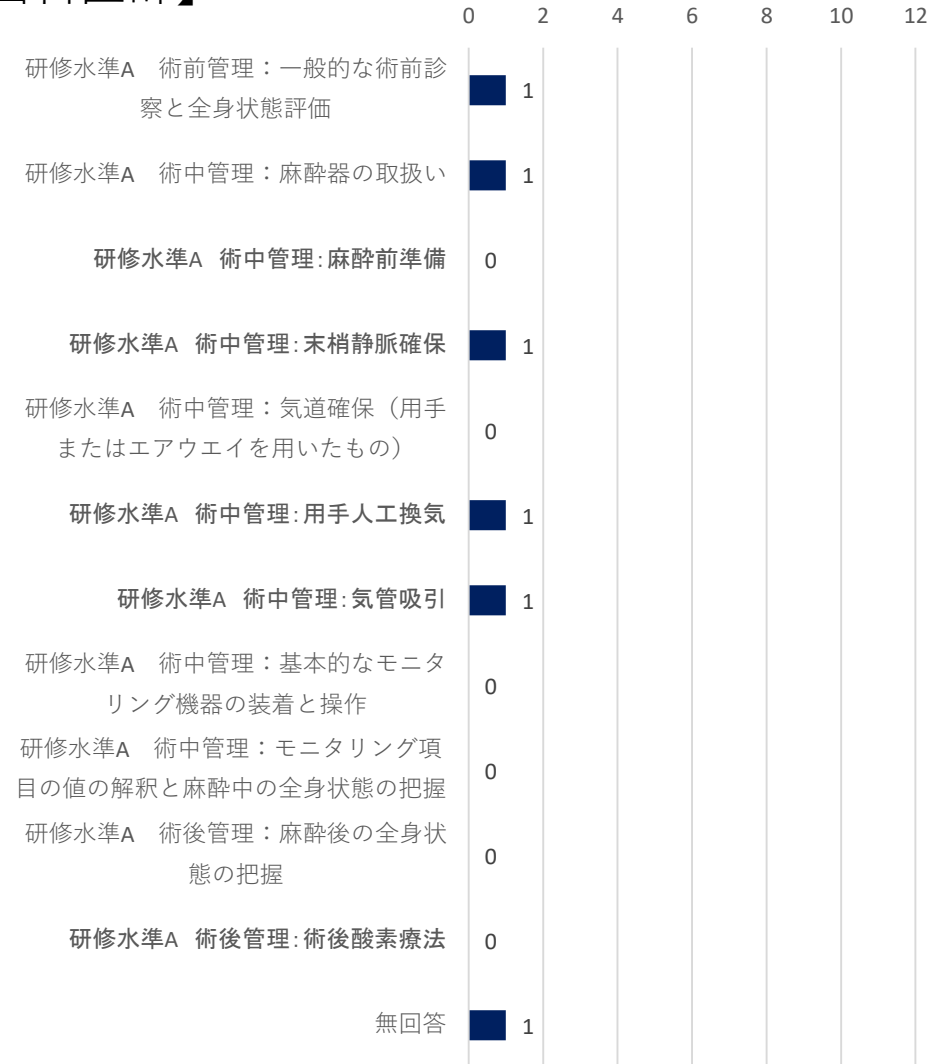 0 2 4 6 8 10 12
研修水準A　術前管理：一般的な術前診
察と全身状態評価
1
研修水準A　術中管理：麻酔器の取扱い
1
研修水準A　術中管理：麻酔前準備
0
研修水準A　術中管理：末梢静脈確保
1
研修水準A　術中管理：気道確保（用手
またはエアウエイを用いたもの）
0
研修水準A　術中管理：用手人工換気
1
研修水準A　術中管理：気管吸引
1
研修水準A　術中管理：基本的なモニタ
リング機器の装着と操作
0
研修水準A　術中管理：モニタリング項
目の値の解釈と麻酔中の全身状態の把握
0
研修水準A　術後管理：麻酔後の全身状
態の把握
0
研修水準A　術後管理：術後酸素療法
0
無回答
1